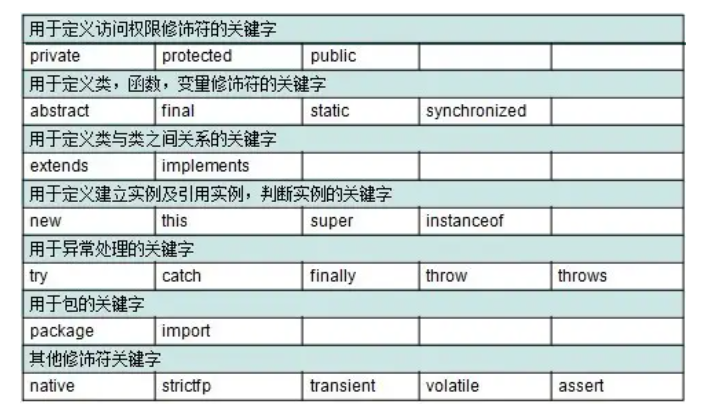 用于定义访问权限修饰符的关键字
private protected public
用于定义类，函数，变量修饰符的关键字
abstract final static synchronized
用于定义类与类之间关系的关键字
extends implements
用于定义建立实例及引用实例，判断实例的关键字
new this super instanceof
用于异常处理的关键字
try catch finally throw throws
用于包的关键字
package import
其他修饰符关键字
native strictfp transient volatile assert